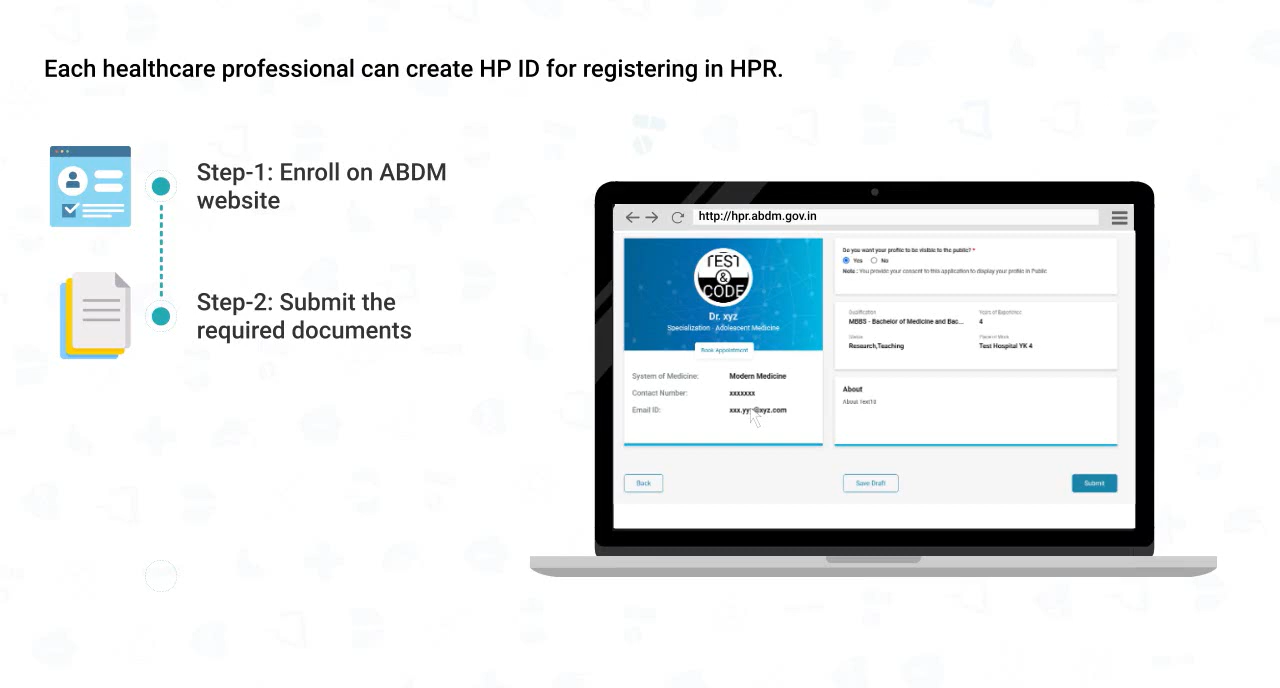 Each healthcare professional can create HP ID for registering in HPR.
Step-1: Enroll on ABDM
website
Step-2: Submit the
required documents
http://hpr.abdm.gov.in
TEST
&
CODE
Dr. xyz
Specialization - Adolescent Medicine
Book Appointment
System of Medicine: Modern Medicine
Contact Number: xxxxxxx
Email ID: xxx.yyy@xyz.com
Do you want your profile to be visible to the public? *
Yes No
Note : You provide your consent to this application to display your profile in Public
Qualification Years of Experience
MBBS - Bachelor of Medicine and Bac... 4
Status Place of Work
Research,Teaching Test Hospital YK 4
About
About Test10
Back Save Draft Submit